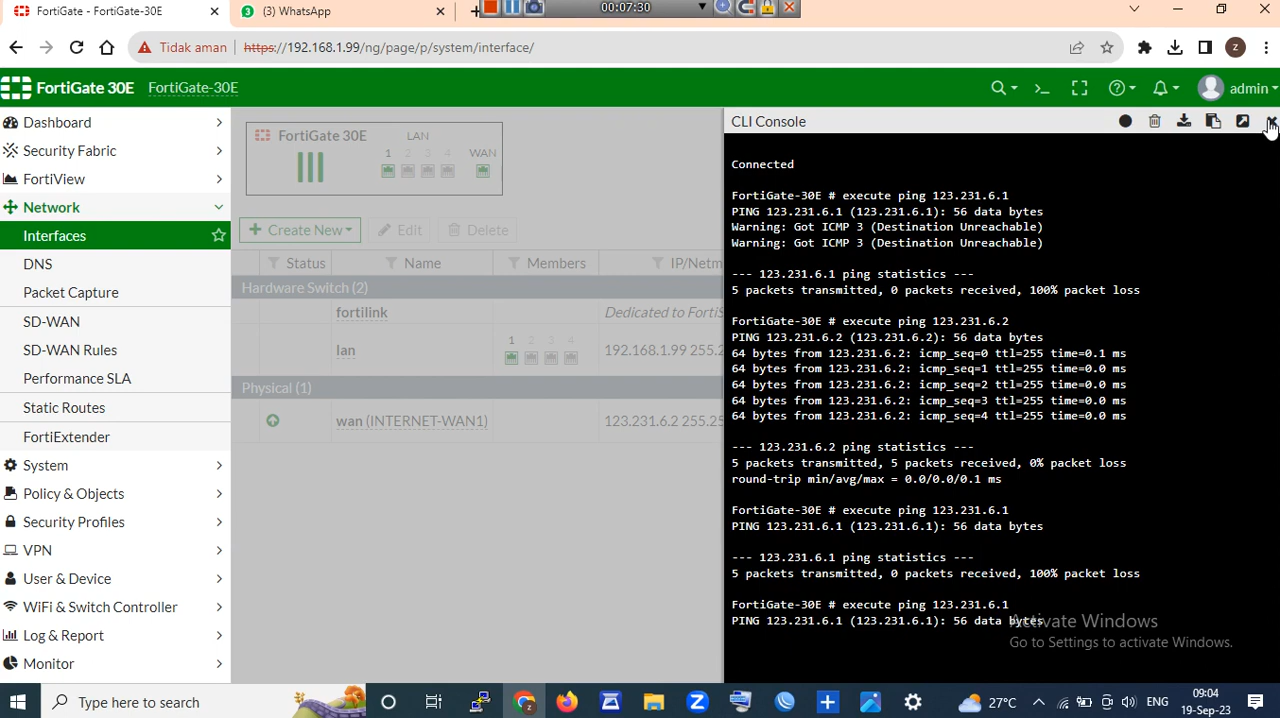 FortiGate - FortiGate-30E
(3) WhatsApp
00:07:30
Tidak aman
https://192.168.1.99/ng/page/p/system/interface/
FortiGate 30E
FortiGate-30E
admin
Dashboard
Security Fabric
FortiView
Network
Interfaces
DNS
Packet Capture
SD-WAN
SD-WAN Rules
Performance SLA
Static Routes
FortiExtender
System
Policy & Objects
Security Profiles
VPN
User & Device
WiFi & Switch Controller
Log & Report
Monitor
FortiGate 30E
LAN
1 2 3 4
WAN
Create New
Edit
Delete
Status
Name
Members
IP/Netm
Hardware Switch (2)
fortilink
Dedicated to FortiS
lan
1 2 3 4
192.168.1.99 255.2
Physical (1)
wan (INTERNET-WAN1)
123.231.6.2 255.25
CLI Console
Connected
FortiGate-30E # execute ping 123.231.6.1
PING 123.231.6.1 (123.231.6.1): 56 data bytes
Warning: Got ICMP 3 (Destination Unreachable)
Warning: Got ICMP 3 (Destination Unreachable)
--- 123.231.6.1 ping statistics ---
5 packets transmitted, 0 packets received, 100% packet loss
FortiGate-30E # execute ping 123.231.6.2
PING 123.231.6.2 (123.231.6.2): 56 data bytes
64 bytes from 123.231.6.2: icmp_seq=0 ttl=255 time=0.1 ms
64 bytes from 123.231.6.2: icmp_seq=1 ttl=255 time=0.0 ms
64 bytes from 123.231.6.2: icmp_seq=2 ttl=255 time=0.0 ms
64 bytes from 123.231.6.2: icmp_seq=3 ttl=255 time=0.0 ms
64 bytes from 123.231.6.2: icmp_seq=4 ttl=255 time=0.0 ms
--- 123.231.6.2 ping statistics ---
5 packets transmitted, 5 packets received, 0% packet loss
round-trip min/avg/max = 0.0/0.0/0.1 ms
FortiGate-30E # execute ping 123.231.6.1
PING 123.231.6.1 (123.231.6.1): 56 data bytes
--- 123.231.6.1 ping statistics ---
5 packets transmitted, 0 packets received, 100% packet loss
FortiGate-30E # execute ping 123.231.6.1
PING 123.231.6.1 (123.231.6.1): 56 data bytes
Activate Windows
Go to Settings to activate Windows.
Type here to search
27°C
ENG
09:04
19-Sep-23